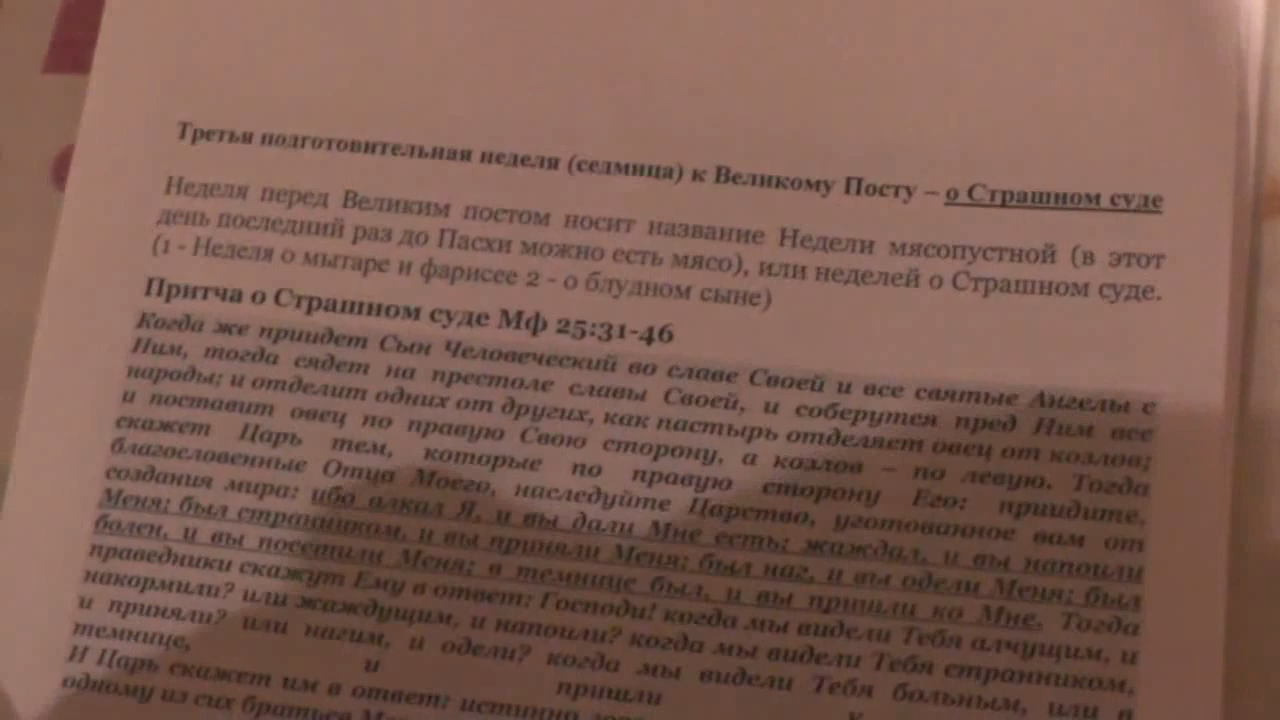 Третья подготовительная неделя (седмица) к Великому Посту – о Страшном суде
Неделя перед Великим постом носит название Недели мясопустной (в этот
день последний раз до Пасхи можно есть мясо), или неделей о Страшном суде.
(1 - Неделя о мытаре и фарисее 2 - о блудном сыне)
Притча о Страшном суде Мф 25:31-46
Когда же приидет Сын Человеческий во славе Своей и все святые Ангелы с
Ним, тогда сядет на престоле славы Своей, и соберутся пред Ним все
народы; и отделит одних от других, как пастырь отделяет овец от козлов;
и поставит овец по правую Свою сторону, а козлов – по левую. Тогда
скажет Царь тем, которые по правую сторону Его: приидите,
благословенные Отца Моего, наследуйте Царство, уготованное вам от
создания мира: ибо алкал Я, и вы дали Мне есть; жаждал, и вы напоили
Меня; был странником, и вы приняли Меня; был наг, и вы одели Меня; был
болен, и вы посетили Меня; в темнице был, и вы пришли ко Мне. Тогда
праведники скажут Ему в ответ: Господи! когда мы видели Тебя алчущим, и
накормили? или жаждущим, и напоили? когда мы видели Тебя странником,
и приняли? или нагим, и одели? когда мы видели Тебя больным, или в
темнице, и пришли к
И Царь скажет им в ответ: истинно
одному из сих братьев